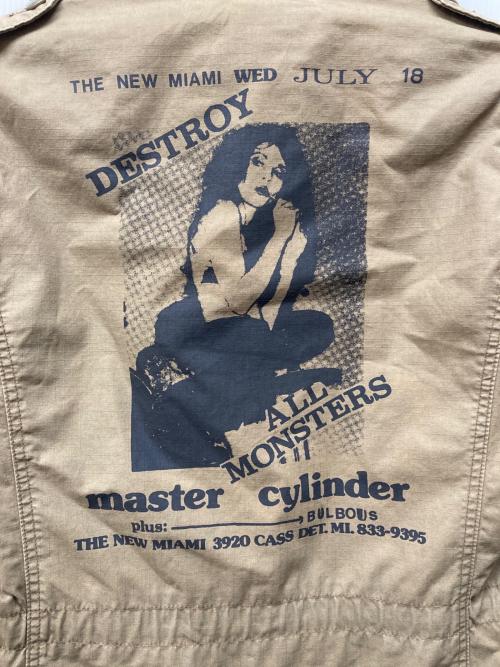 THE NEW MIAMI WED JULY 18
DESTROY
ALL
MONSTERS
master cylinder
plus: BULBOUS
THE NEW MIAMI 3920 CASS DET. MI. 833-9395